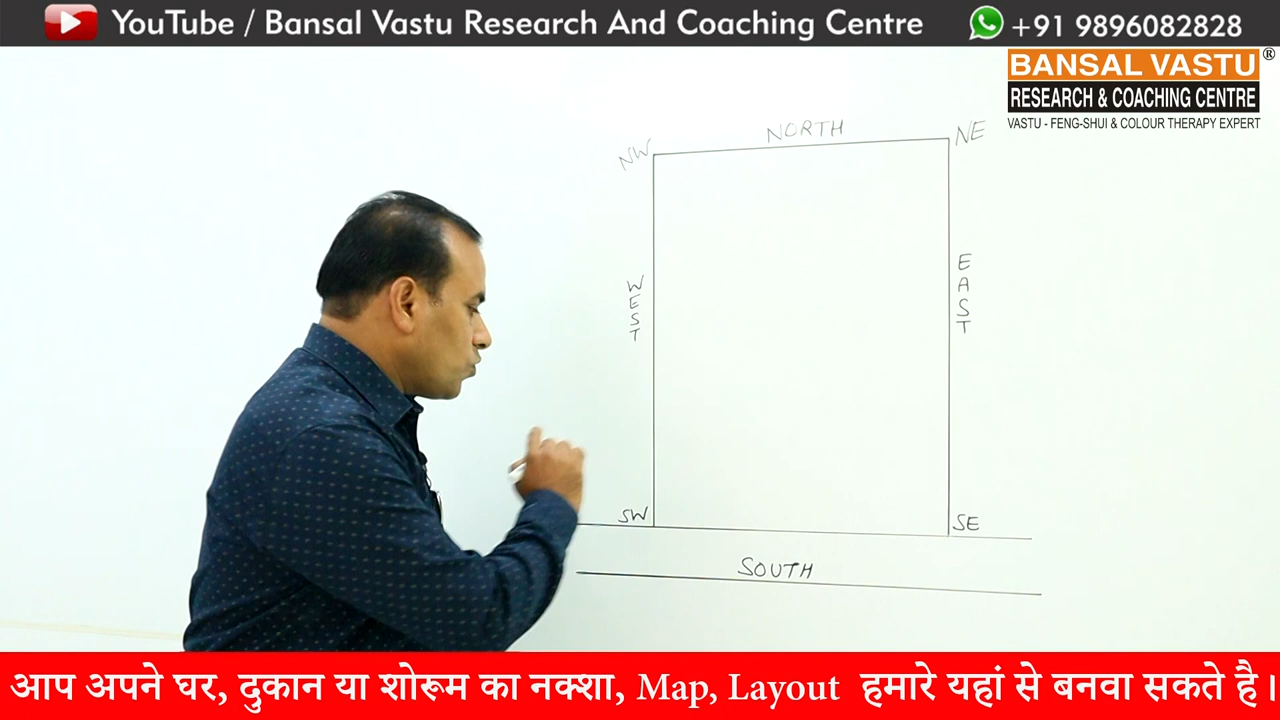 YouTube / Bansal Vastu Research And Coaching Centre
+91 9896082828
BANSAL VASTU®
RESEARCH & COACHING CENTRE
VASTU - FENG-SHUI & COLOUR THERAPY EXPERT
NW
NORTH
NE
WEST
EAST
SW
SE
SOUTH
आप अपने घर, दुकान या शोरूम का नक्शा, Map, Layout हमारे यहां से बनवा सकते है।